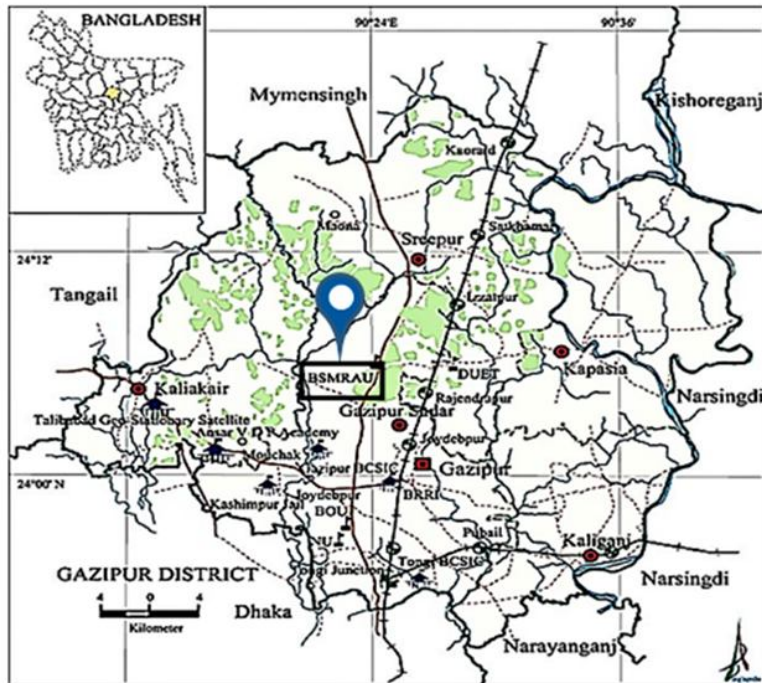 BANGLADESH
90°24'E
90°36'
Mymensingh
Kishoreganj
Kaoraid
Maona
Sreepur
Satkhamar
24°12'
Tangail
Izzatpur
BSMRAU
DUET
Kapasia
Kaliakair
Rajendrapur
Narsingdi
Talibabad Geo-Stationary Satellite
Gazipur Sadar
Ansar V D P Academy
Joydebpur
Mouchak
Gazipur BCSIC
Gazipur
24°00' N
Kashimpur Jail
Joydebpur
BRRI
BOU
NU
Pubail
Kaliganj
Tongi BCSIC
GAZIPUR DISTRICT
Tongi Junction
Narsingdi
4 0 4
Kilometer
Dhaka
Narayanganj